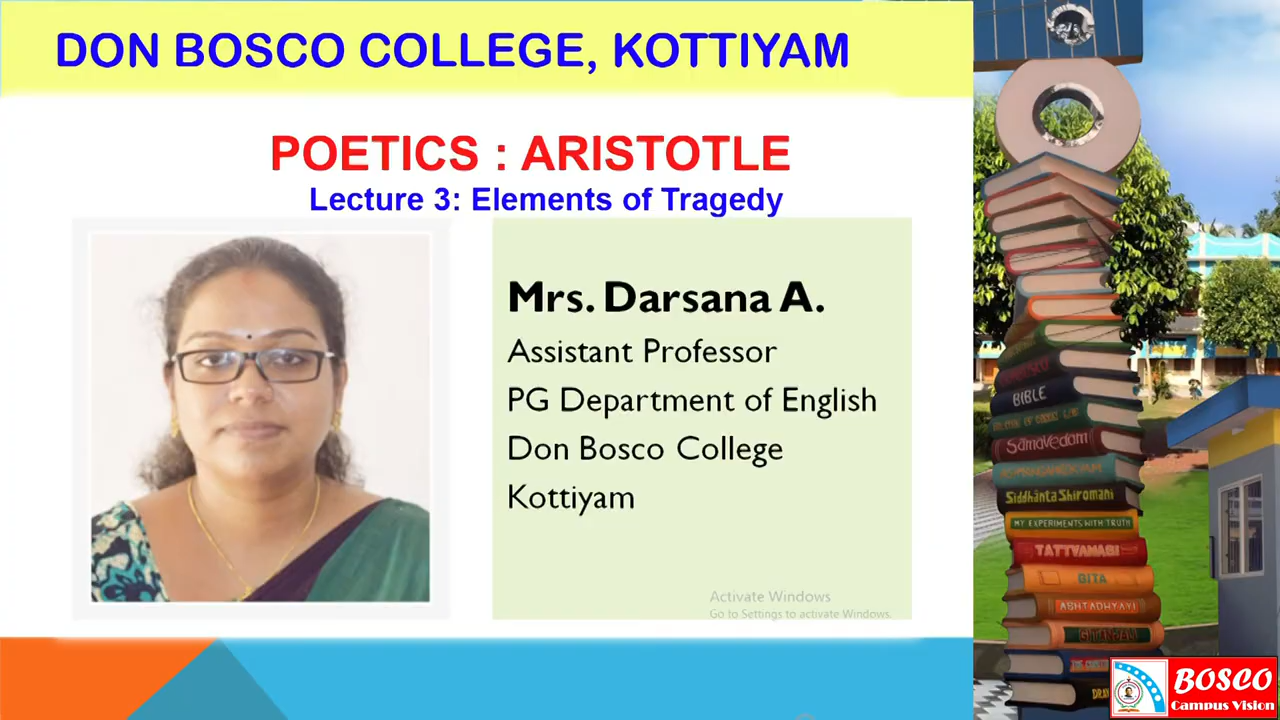 DON BOSCO COLLEGE, KOTTIYAM
POETICS : ARISTOTLE
Lecture 3: Elements of Tragedy
Mrs. Darsana A.
Assistant Professor
PG Department of English
Don Bosco College
Kottiyam
Activate Windows
Go to Settings to activate Windows.
BIBLE
Samavedam
Siddhānta Shiromani
MY EXPERIMENTS WITH TRUTH
TATTVAMASI
GITA
ASHTADHYAYI
GITANJALI
BOSCO
Campus Vision